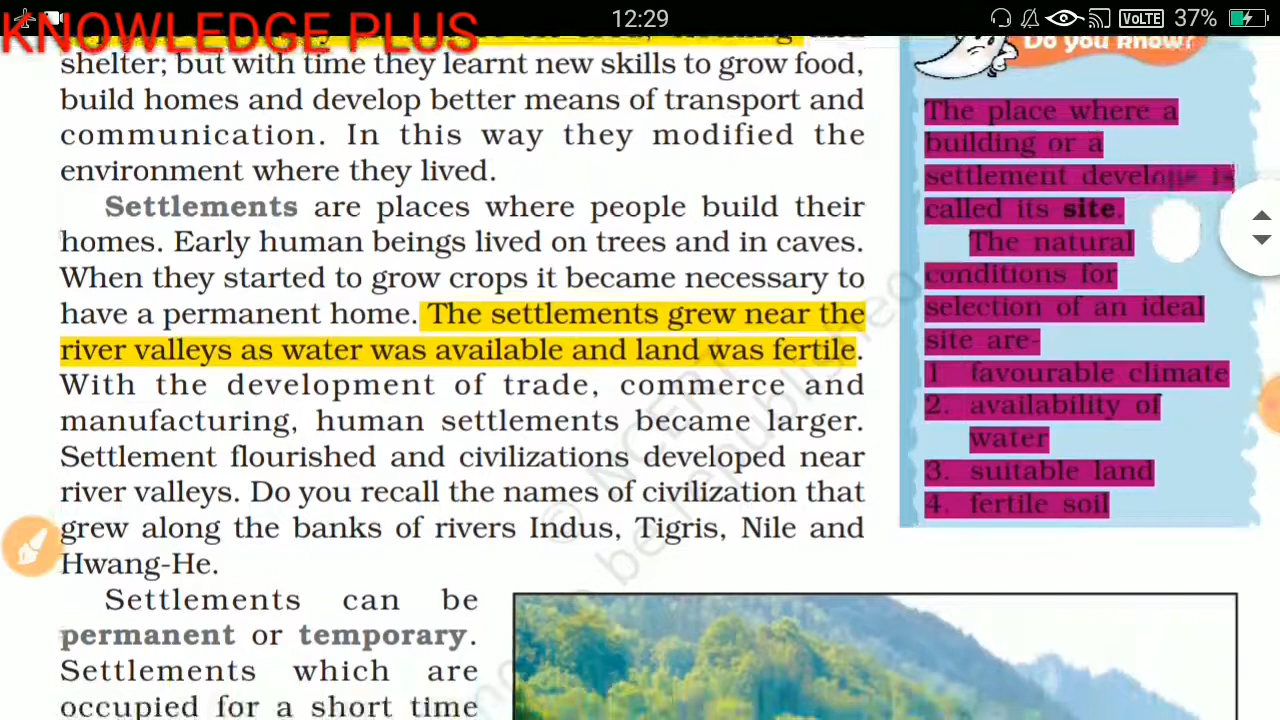 KNOWLEDGE PLUS
12:29
VoLTE
37%
shelter; but with time they learnt new skills to grow food,
build homes and develop better means of transport and
communication. In this way they modified the
environment where they lived.
Settlements are places where people build their
homes. Early human beings lived on trees and in caves.
When they started to grow crops it became necessary to
have a permanent home. The settlements grew near the
river valleys as water was available and land was fertile.
With the development of trade, commerce and
manufacturing, human settlements became larger.
Settlement flourished and civilizations developed near
river valleys. Do you recall the names of civilization that
grew along the banks of rivers Indus, Tigris, Nile and
Hwang-He.
Settlements can be
permanent or temporary.
Settlements which are
occupied for a short time
Do you know?
The place where a
building or a
settlement develops is
called its site.
The natural
conditions for
selection of an ideal
site are-
1 favourable climate
2. availability of
water
3. suitable land
4. fertile soil
© NCERT
be republished